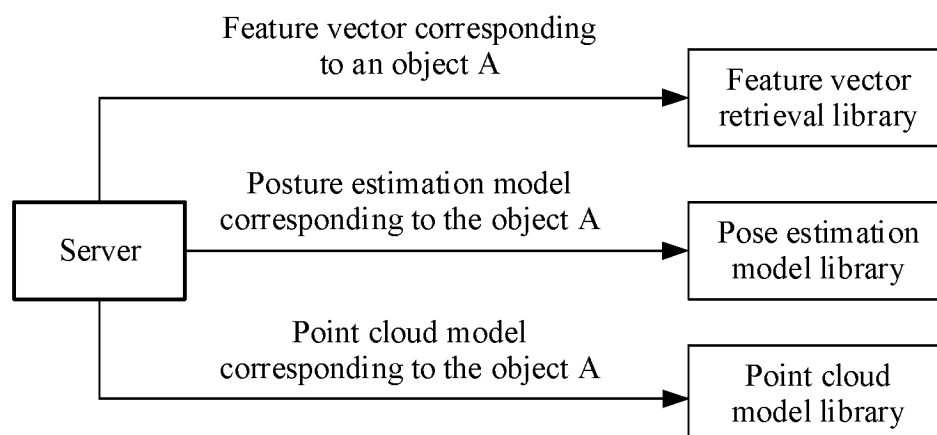 Feature vector corresponding
to an object A
Feature vector
retrieval library
Posture estimation model
corresponding to the object A
Server
Pose estimation
model library
Point cloud model
corresponding to the object A
Point cloud
model library